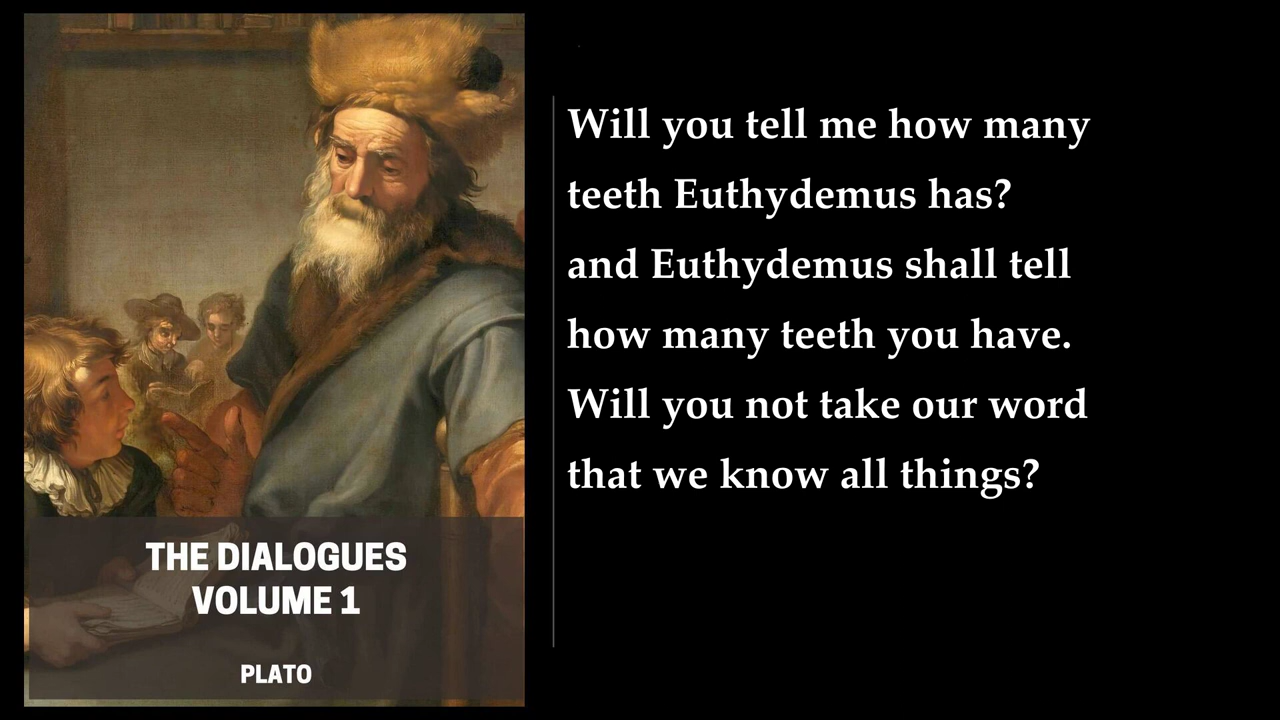 THE DIALOGUES
VOLUME 1
PLATO
Will you tell me how many
teeth Euthydemus has?
and Euthydemus shall tell
how many teeth you have.
Will you not take our word
that we know all things?